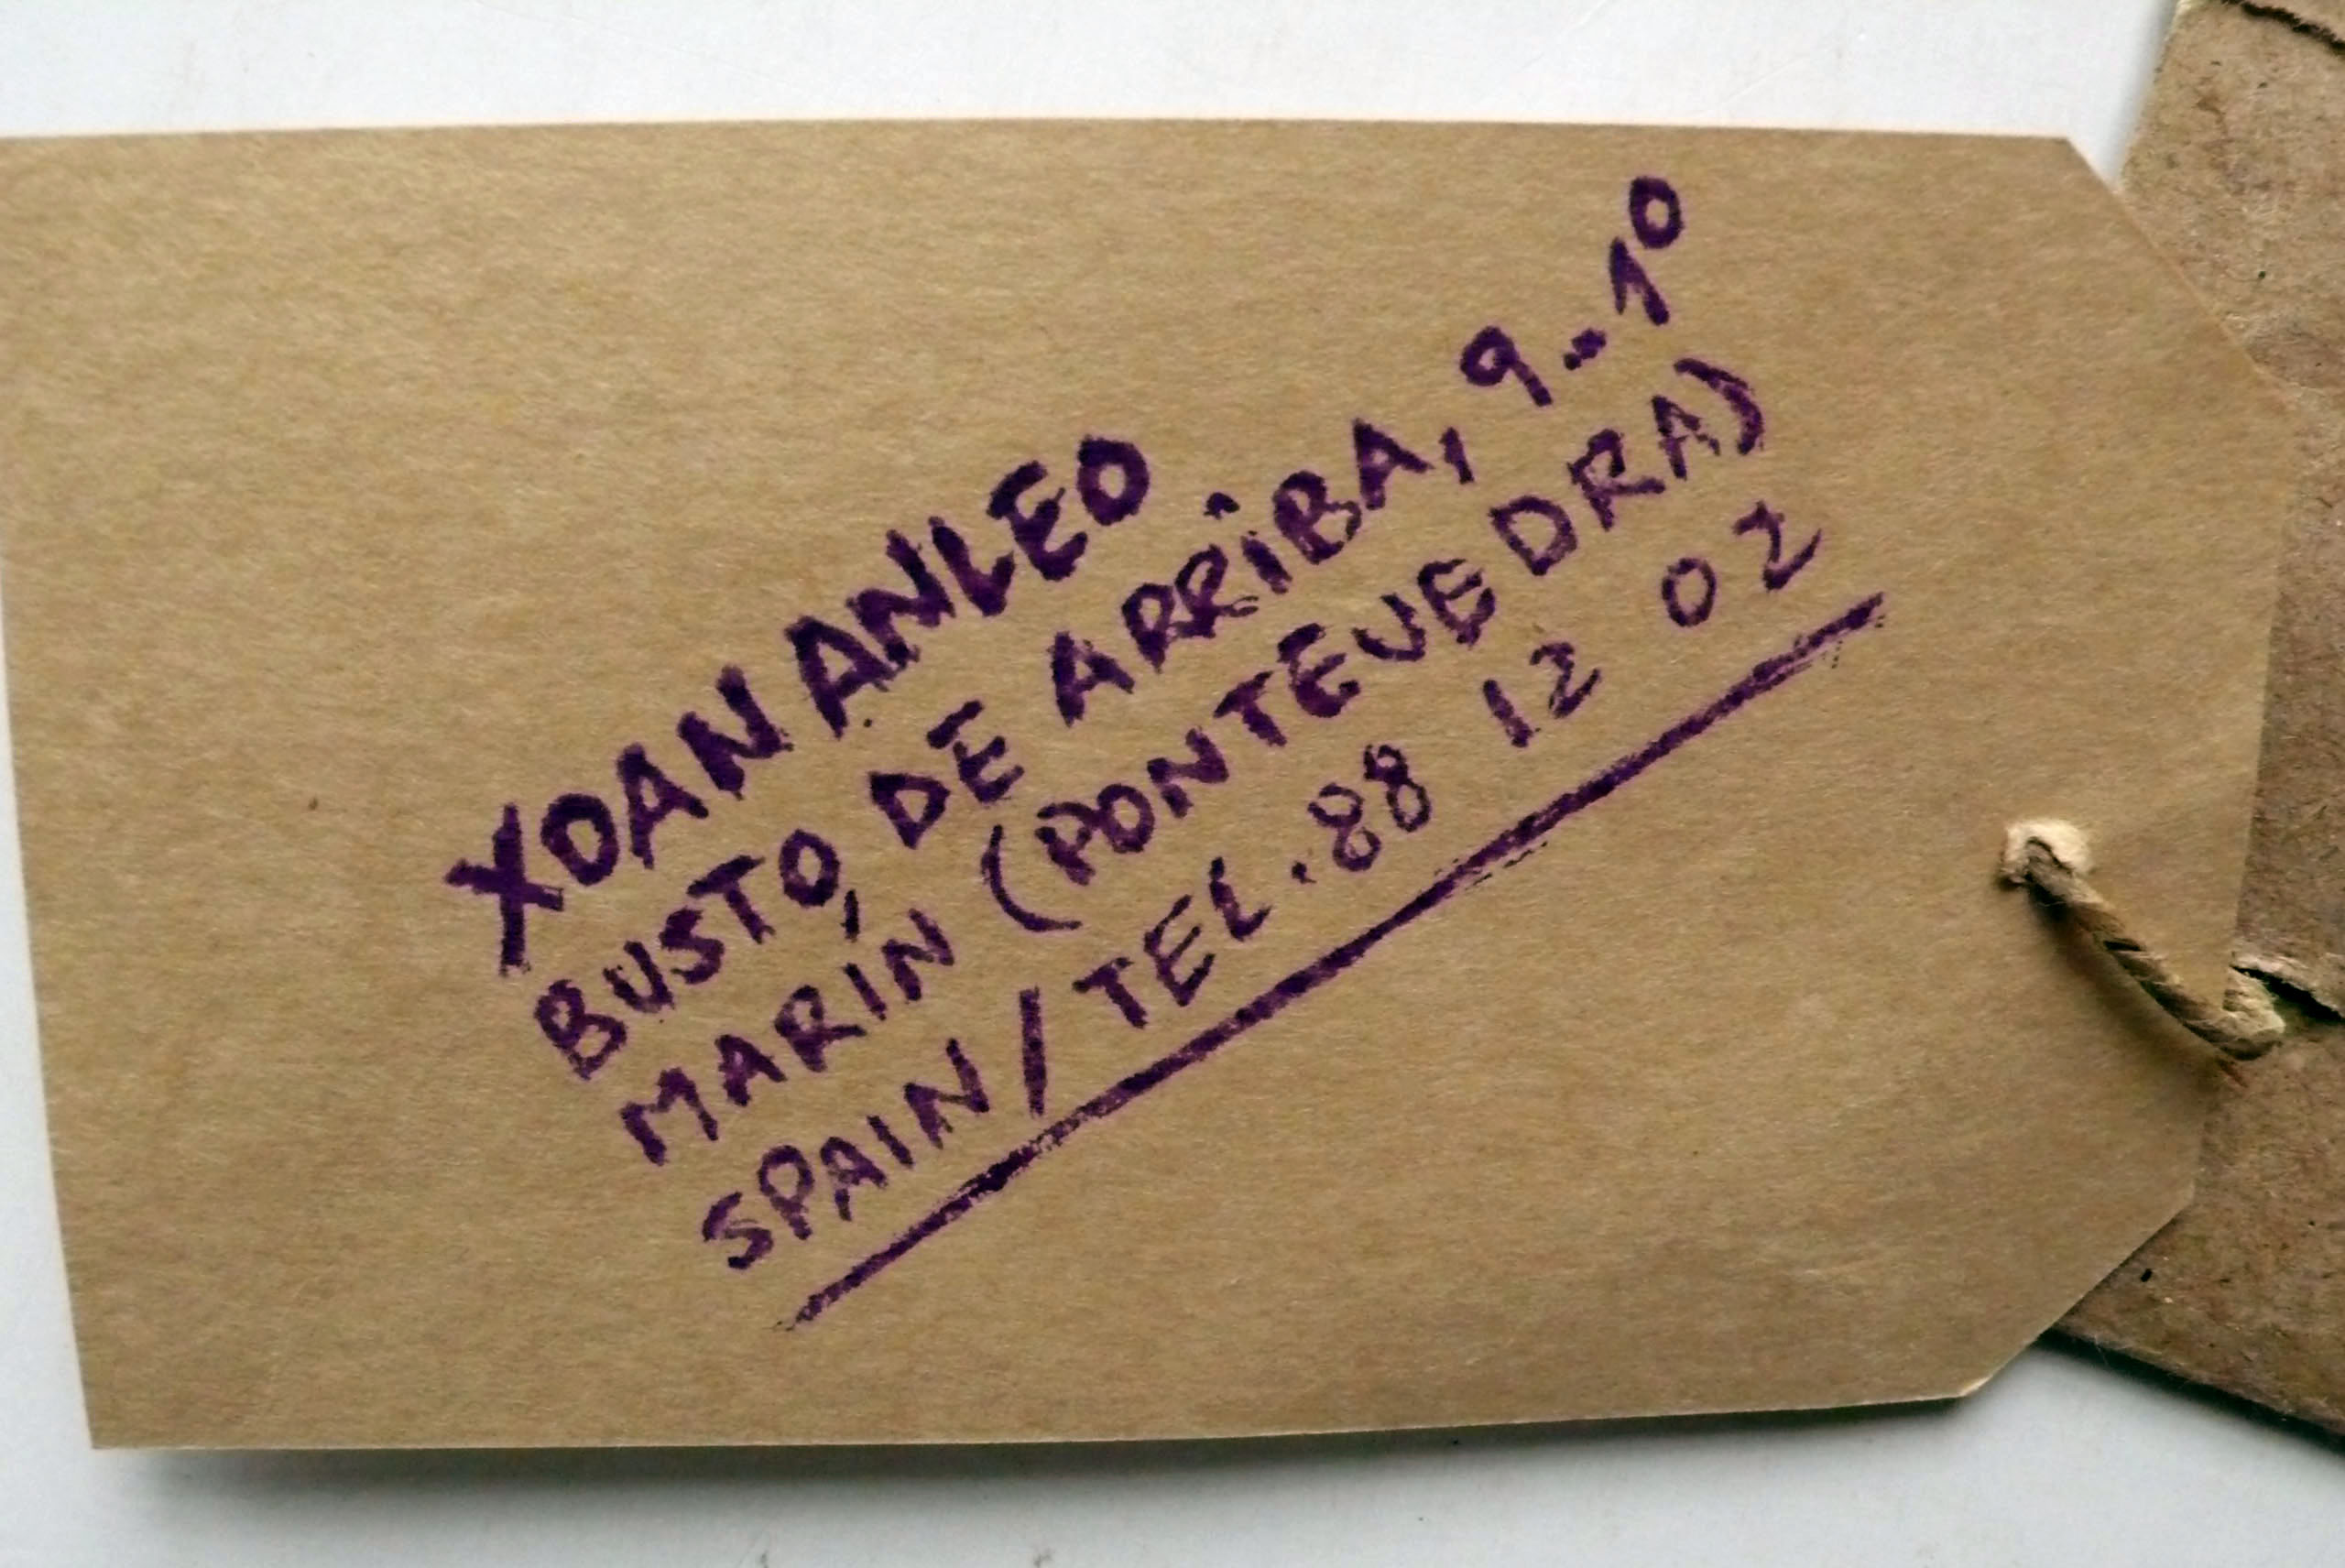 XOAN ANLEO
BUSTO, DE ARRIBA, 9-1º
MARÍN (PONTEVEDRA)
SPAIN / TEL. 88 12 02